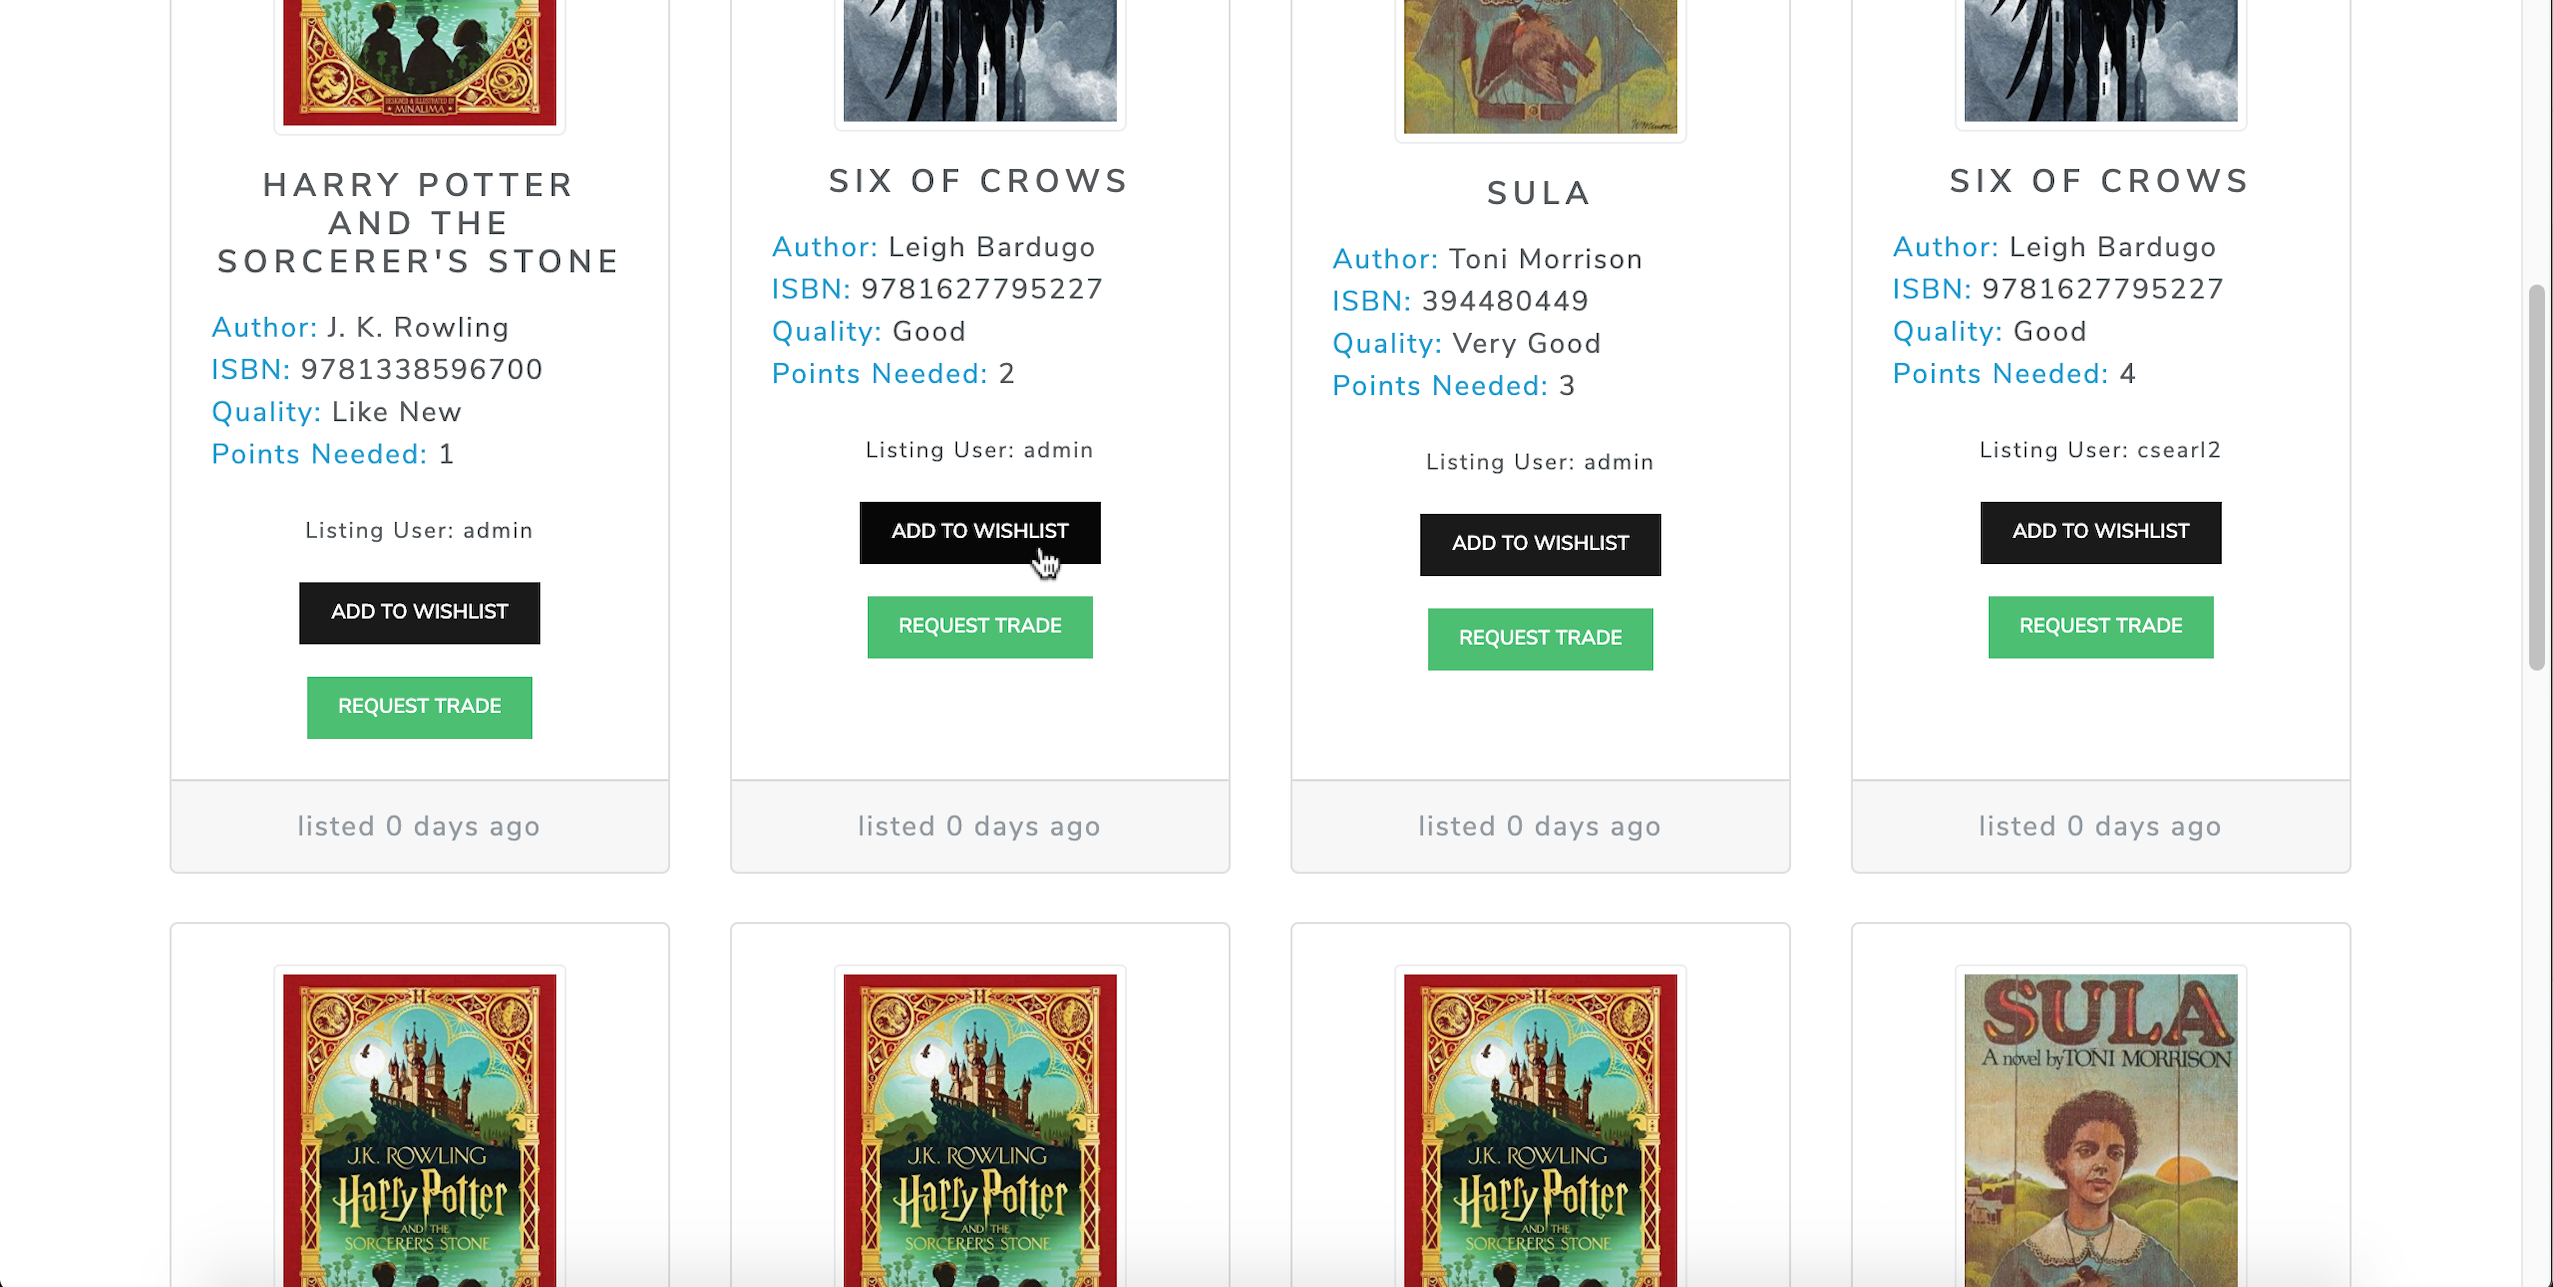 DESIGNED & ILLUSTRATED BY
MINALIMA
HARRY POTTER
AND THE
SORCERER'S STONE
Author: J. K. Rowling
ISBN: 9781338596700
Quality: Like New
Points Needed: 1
Listing User: admin
ADD TO WISHLIST
REQUEST TRADE
listed 0 days ago
SIX OF CROWS
Author: Leigh Bardugo
ISBN: 9781627795227
Quality: Good
Points Needed: 2
Listing User: admin
ADD TO WISHLIST
REQUEST TRADE
listed 0 days ago
SULA
Author: Toni Morrison
ISBN: 394480449
Quality: Very Good
Points Needed: 3
Listing User: admin
ADD TO WISHLIST
REQUEST TRADE
listed 0 days ago
SIX OF CROWS
Author: Leigh Bardugo
ISBN: 9781627795227
Quality: Good
Points Needed: 4
Listing User: csearl2
ADD TO WISHLIST
REQUEST TRADE
listed 0 days ago
J.K. ROWLING
Harry Potter
AND THE
SORCERER'S STONE
J.K. ROWLING
Harry Potter
AND THE
SORCERER'S STONE
J.K. ROWLING
Harry Potter
AND THE
SORCERER'S STONE
SULA
A novel by TONI MORRISON